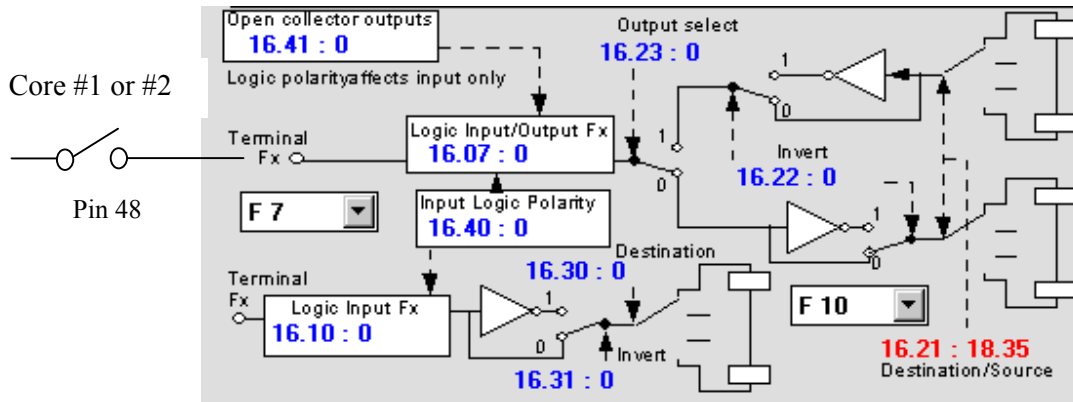 Open collector outputs
16.41 : 0
Logic polarityaffects input only
Output select
16.23 : 0
Core #1 or #2
Pin 48
Terminal
Fx
Logic Input/Output Fx
16.07 : 0
F 7
Input Logic Polarity
16.40 : 0
1
0
1
0
Invert
16.22 : 0
1
0
Destination
16.30 : 0
Terminal
Fx
Logic Input Fx
16.10 : 0
1
0
Invert
16.31 : 0
F 10
16.21 : 18.35
Destination/Source